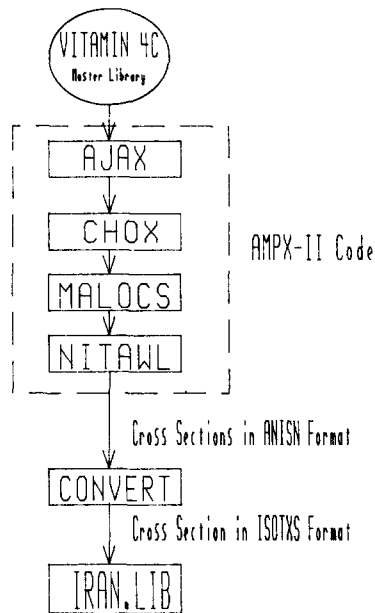 VITAMIN 4C
Master Library
AJAX
CHOX
AMPX-II Code
MALOCS
NITAWL
Cross Sections in ANISN Format
CONVERT
Cross Section in ISOTXS Format
IRAN.LIB